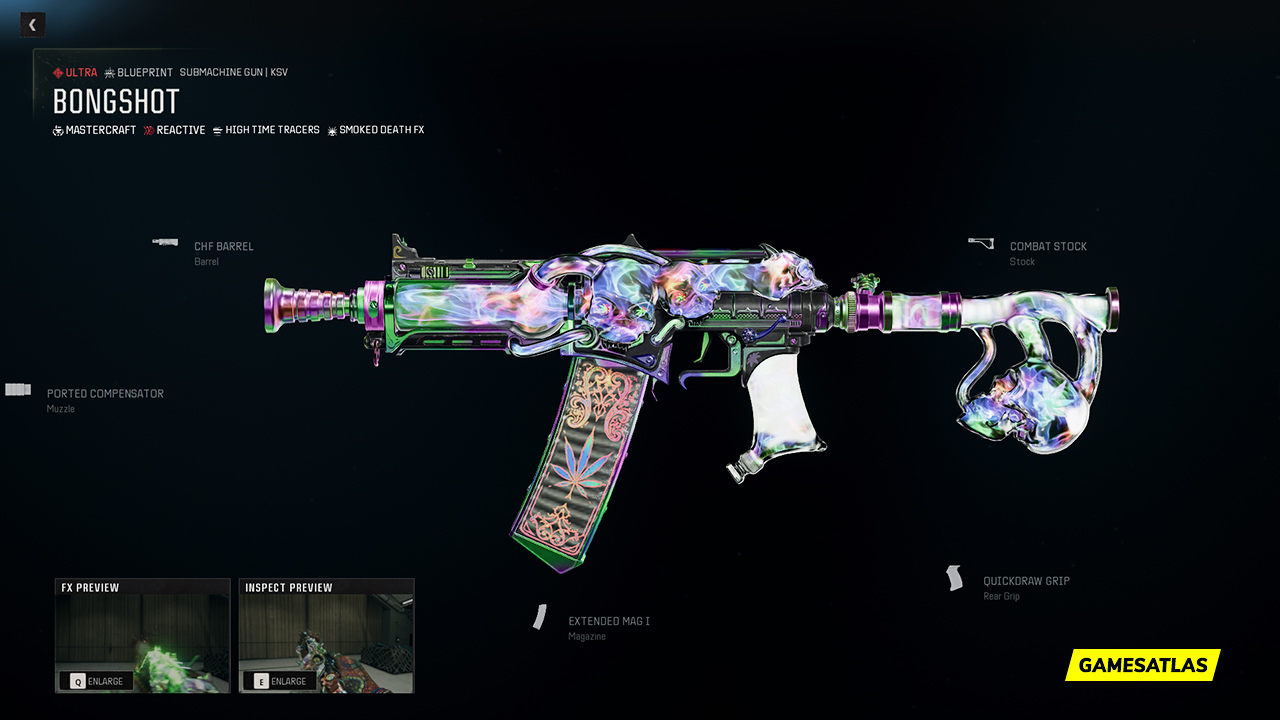 ULTRA BLUEPRINT SUBMACHINE GUN | KSV
BONGSHOT
MASTERCRAFT REACTIVE HIGH TIME TRACERS SMOKED DEATH FX
CHF BARREL
Barrel
COMBAT STOCK
Stock
PORTED COMPENSATOR
Muzzle
QUICKDRAW GRIP
Rear Grip
EXTENDED MAG I
Magazine
FX PREVIEW
Q ENLARGE
INSPECT PREVIEW
E ENLARGE
GAMESATLAS